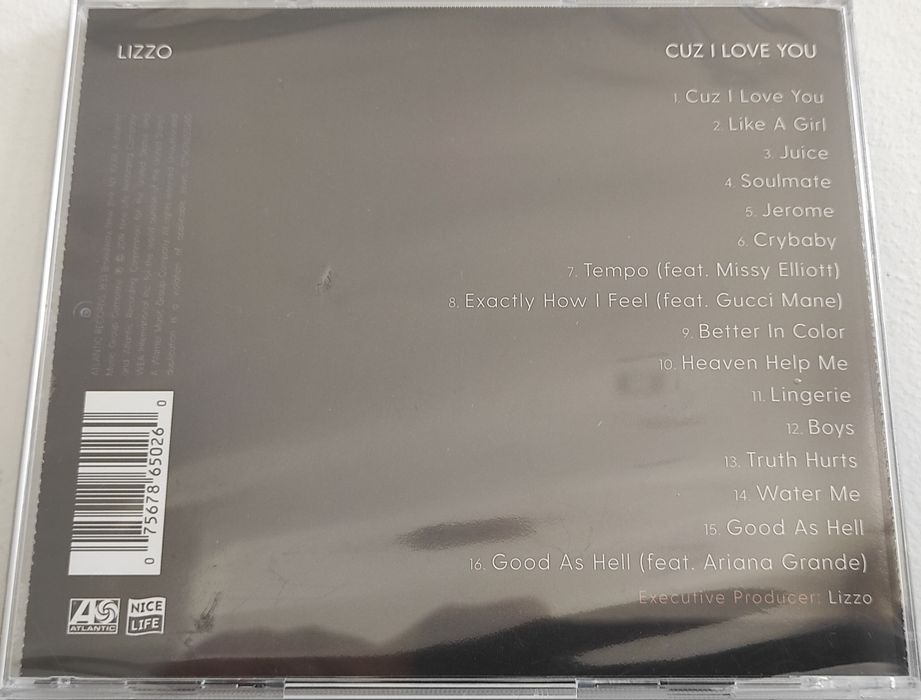 LIZZO
CUZ I LOVE YOU
1. Cuz I Love You
2. Like A Girl
3. Juice
4. Soulmate
5. Jerome
6. Crybaby
7. Tempo (feat. Missy Elliott)
8. Exactly How I Feel (feat. Gucci Mane)
9. Better In Color
10. Heaven Help Me
11. Lingerie
12. Boys
13. Truth Hurts
14. Water Me
15. Good As Hell
16. Good As Hell (feat. Ariana Grande)
Executive Producer: Lizzo
ATLANTIC RECORDS,
0 75678 65026 0
ATLANTIC
NICE
LIFE